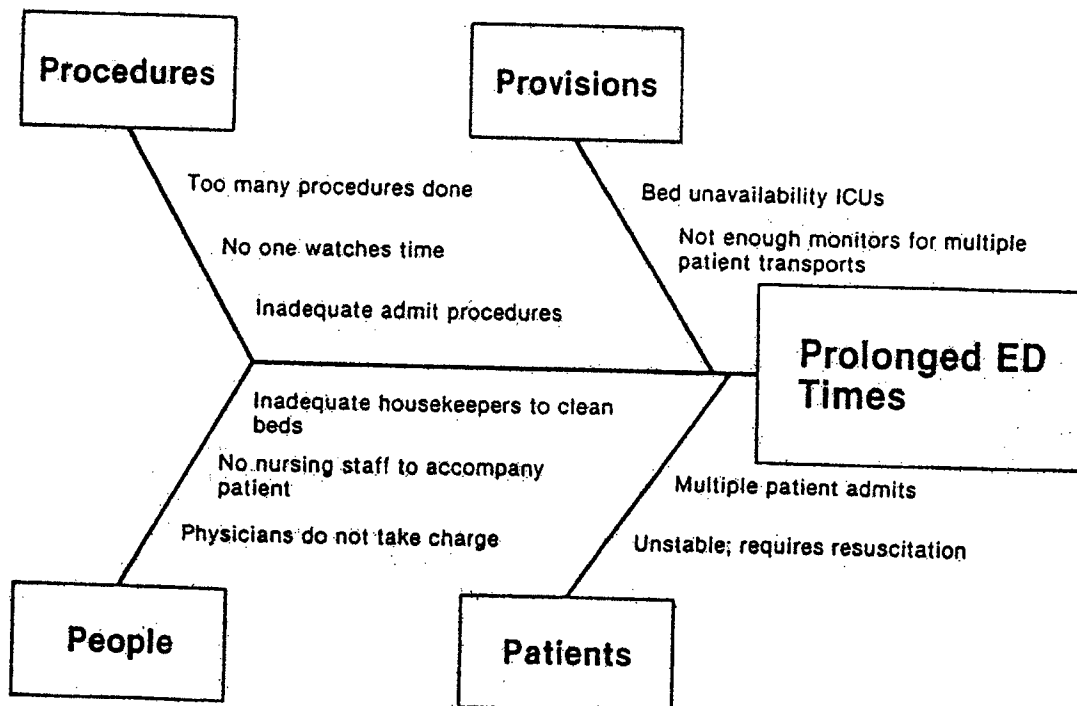 Procedures
Provisions
Too many procedures done
No one watches time
Inadequate admit procedures
Bed unavailability ICUs
Not enough monitors for multiple
patient transports
Prolonged ED
Times
Inadequate housekeepers to clean
beds
No nursing staff to accompany
patient
Physicians do not take charge
Multiple patient admits
Unstable; requires resuscitation
People
Patients